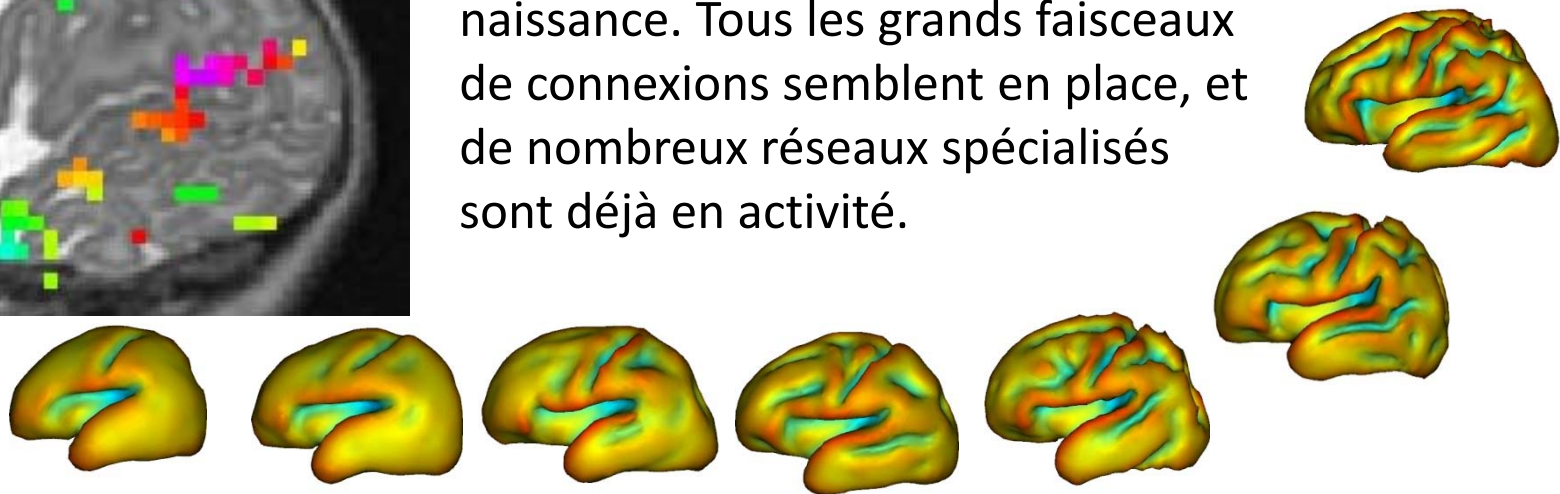 naissance. Tous les grands faisceaux
de connexions semblent en place, et
de nombreux réseaux spécialisés
sont déjà en activité.